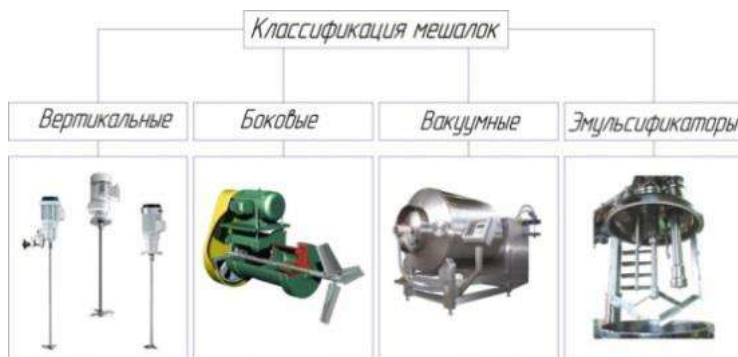 Классификация мешалок
Вертикальные
Боковые
Вакуумные
Эмульсификаторы